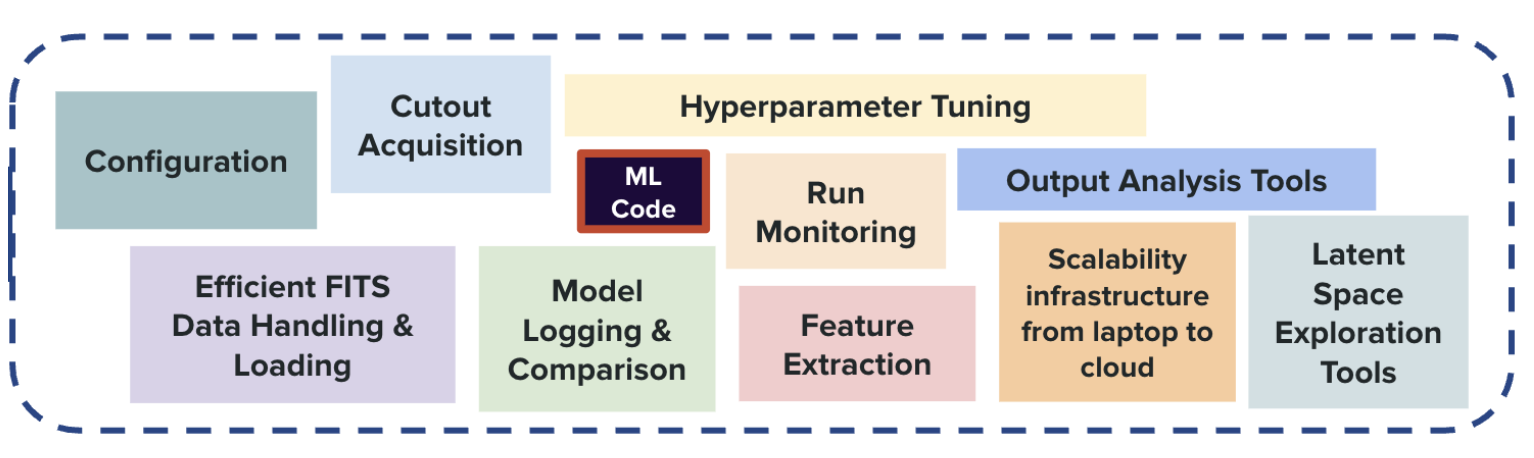 Configuration
Cutout
Acquisition
Hyperparameter Tuning
ML
Code
Run
Monitoring
Output Analysis Tools
Efficient FITS
Data Handling &
Loading
Model
Logging &
Comparison
Feature
Extraction
Scalability
infrastructure
from laptop to
cloud
Latent
Space
Exploration
Tools